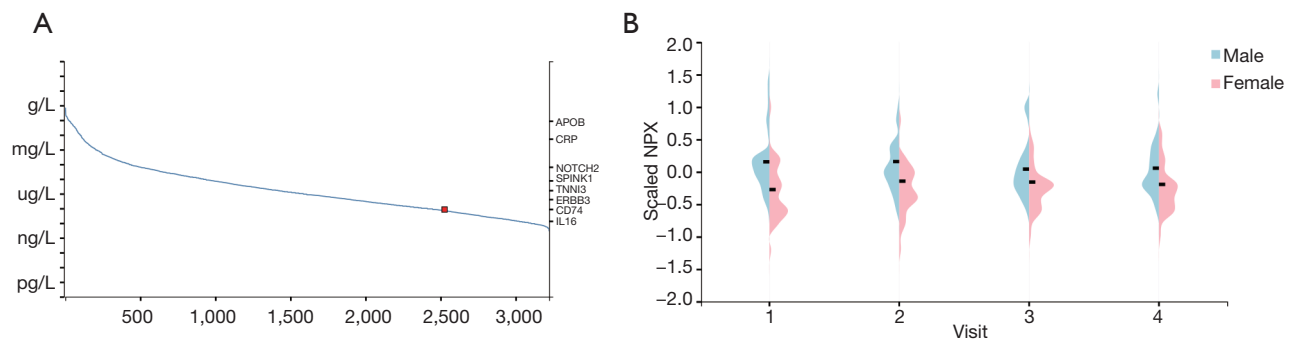 A
g/L
mg/L
ug/L
ng/L
pg/L
APOB
CRP
NOTCH2
SPINK1
TNNI3
ERBB3
CD74
IL16
500
1,000
1,500
2,000
2,500
3,000
B
Scaled NPX
2.0
1.5
1.0
0.5
0.0
−0.5
−1.0
−1.5
−2.0
1
2
3
4
Visit
Male
Female